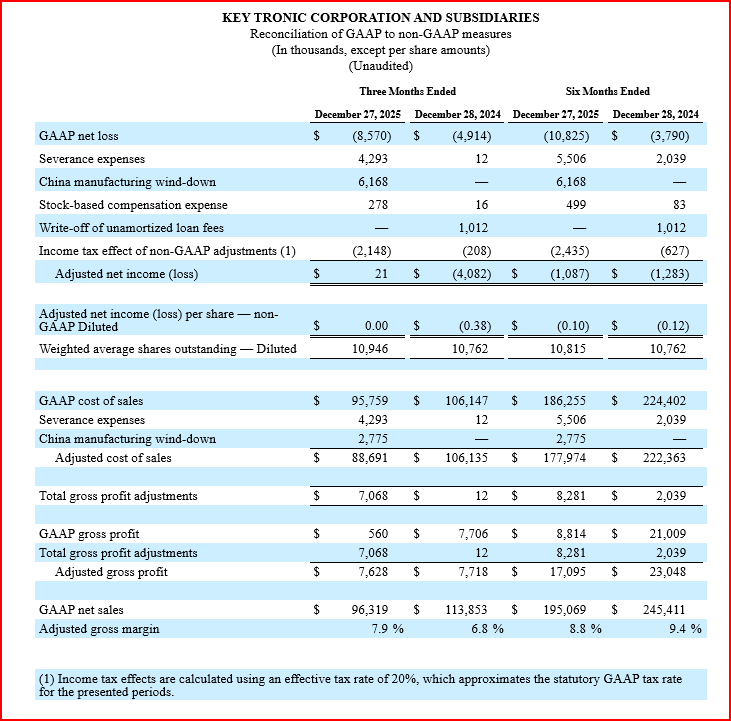 KEY TRONIC CORPORATION AND SUBSIDIARIES
Reconciliation of GAAP to non-GAAP measures
(In thousands, except per share amounts)
(Unaudited)
Three Months Ended Six Months Ended
December 27, 2025 December 28, 2024 December 27, 2025 December 28, 2024
GAAP net loss $ (8,570) $ (4,914) (10,825) $ (3,790)
Severance expenses 4,293 12 5,506 2,039
China manufacturing wind-down 6,168 — 6,168 —
Stock-based compensation expense 278 16 499 83
Write-off of unamortized loan fees — 1,012 — 1,012
Income tax effect of non-GAAP adjustments (1) (2,148) (208) (2,435) (627)
Adjusted net income (loss) $ 21 $ (4,082) $ (1,087) $ (1,283)
Adjusted net income (loss) per share — non-
GAAP Diluted $ 0.00 $ (0.38) $ (0.10) $ (0.12)
Weighted average shares outstanding — Diluted 10,946 10,762 10,815 10,762
GAAP cost of sales $ 95,759 $ 106,147 $ 186,255 $ 224,402
Severance expenses 4,293 12 5,506 2,039
China manufacturing wind-down 2,775 — 2,775 —
Adjusted cost of sales $ 88,691 $ 106,135 $ 177,974 $ 222,363
Total gross profit adjustments $ 7,068 $ 12 $ 8,281 $ 2,039
GAAP gross profit $ 560 $ 7,706 $ 8,814 $ 21,009
Total gross profit adjustments 7,068 12 8,281 2,039
Adjusted gross profit $ 7,628 $ 7,718 $ 17,095 $ 23,048
GAAP net sales $ 96,319 $ 113,853 $ 195,069 $ 245,411
Adjusted gross margin 7.9 % 6.8 % 8.8 % 9.4 %
(1) Income tax effects are calculated using an effective tax rate of 20%, which approximates the statutory GAAP tax rate
for the presented periods.